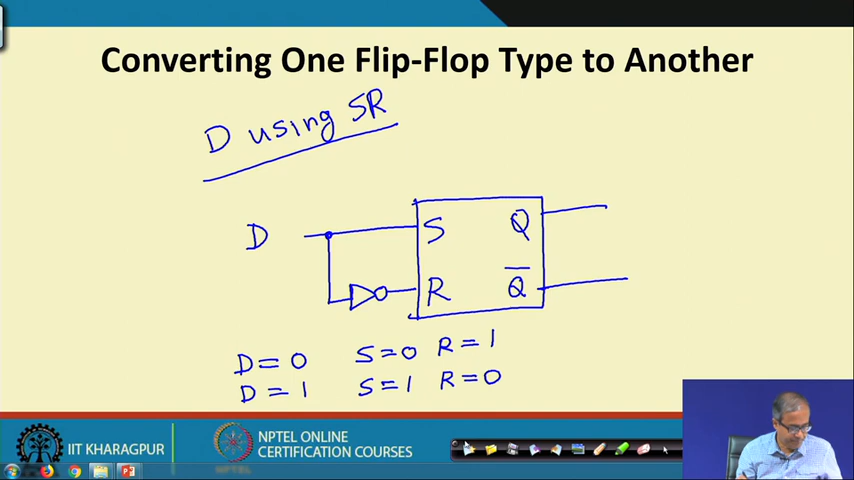 Converting One Flip-Flop Type to Another
D using SR
D S Q
R Q̅
D = 0 S = 0 R = 1
D = 1 S = 1 R = 0
IIT KHARAGPUR
NPTEL ONLINE
CERTIFICATION COURSES